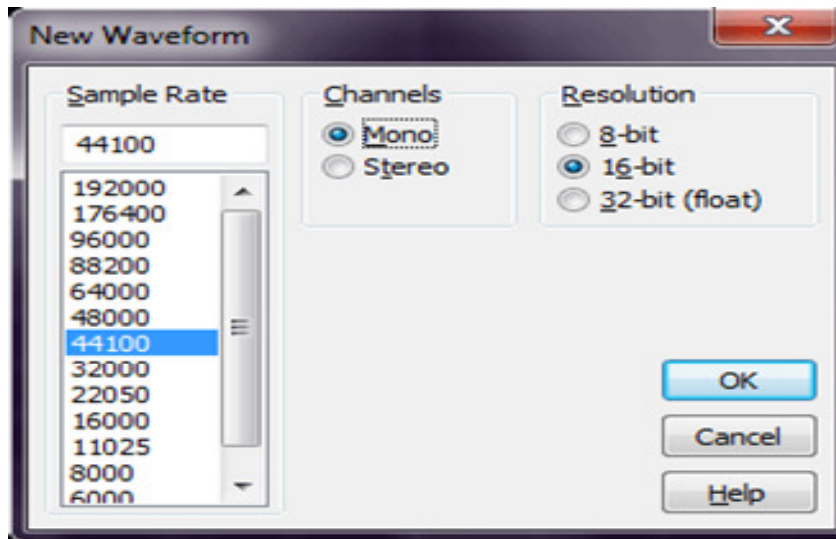 New Waveform
Sample Rate
44100
192000
176400
96000
88200
64000
48000
44100
32000
22050
16000
11025
8000
6000
Channels
Mono
Stereo
Resolution
8-bit
16-bit
32-bit (float)
OK
Cancel
Help